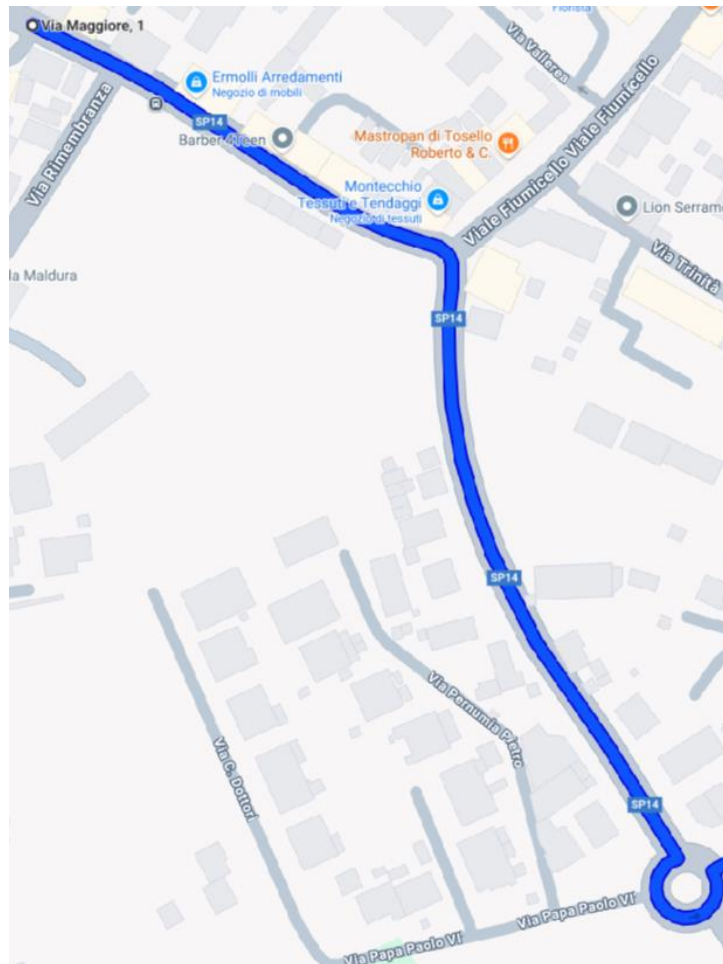 Florista
Via Maggiore, 1
Via Vallerea
Ermolli Arredamenti
Negozio di mobili
SP14
Barber
Mastropan di Tosello
Roberto & C.
Viale Fiumicello Viale Fiumicello
Via Rimembranza
Montecchio
Tessuti e Tendaggi
Negozio di tessuti
Lion Serram
Via Trinità
la Maldura
SP14
SP14
Via Pernumia Pietro
Via C. Dottori
SP14
Via Papa Paolo VI°
Via Papa Paolo VI°